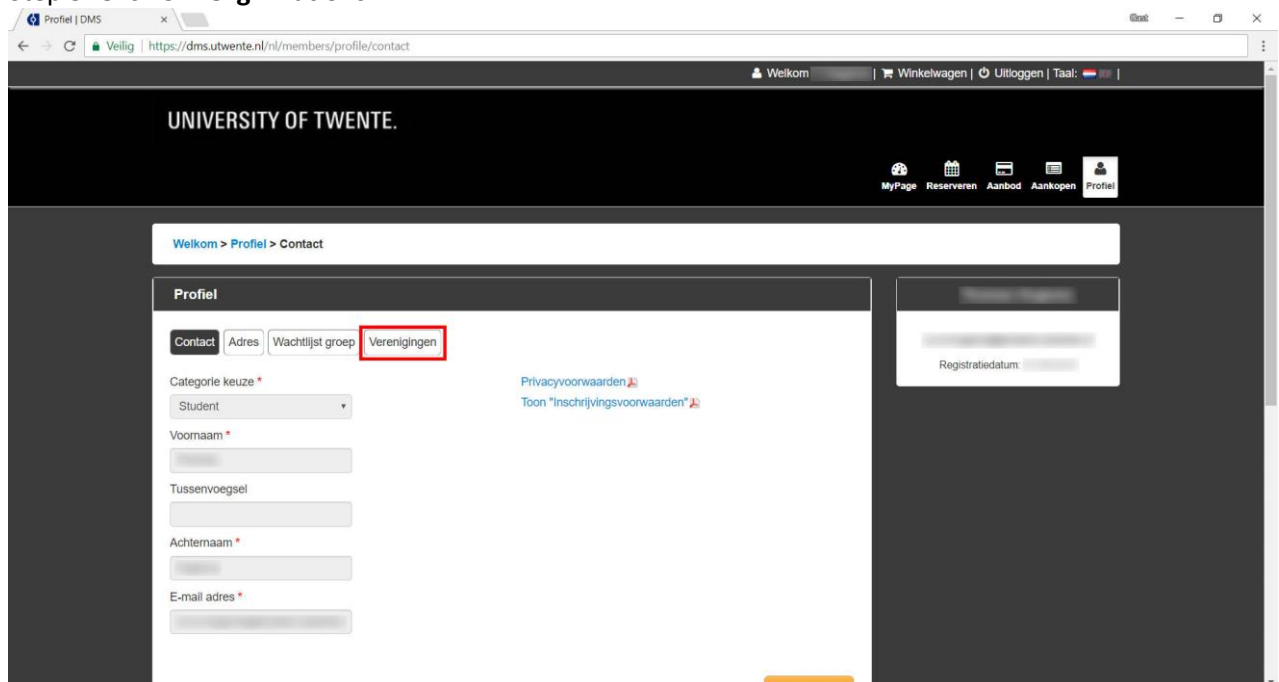 Profiel | DMS
Veilig | https://dms.utwente.nl/nl/members/profile/contact
Welkom | Winkelwagen | Uitloggen | Taal: |
UNIVERSITY OF TWENTE.
MyPage Reserveren Aanbod Aankopen Profiel
Welkom > Profiel > Contact
Profiel
Contact Adres Wachtlijst groep Verenigingen
Registratiedatum:
Categorie keuze *
Privacyvoorwaarden
Student
Toon "Inschrijvingsvoorwaarden"
Voornaam *
Tussenvoegsel
Achternaam *
E-mail adres *